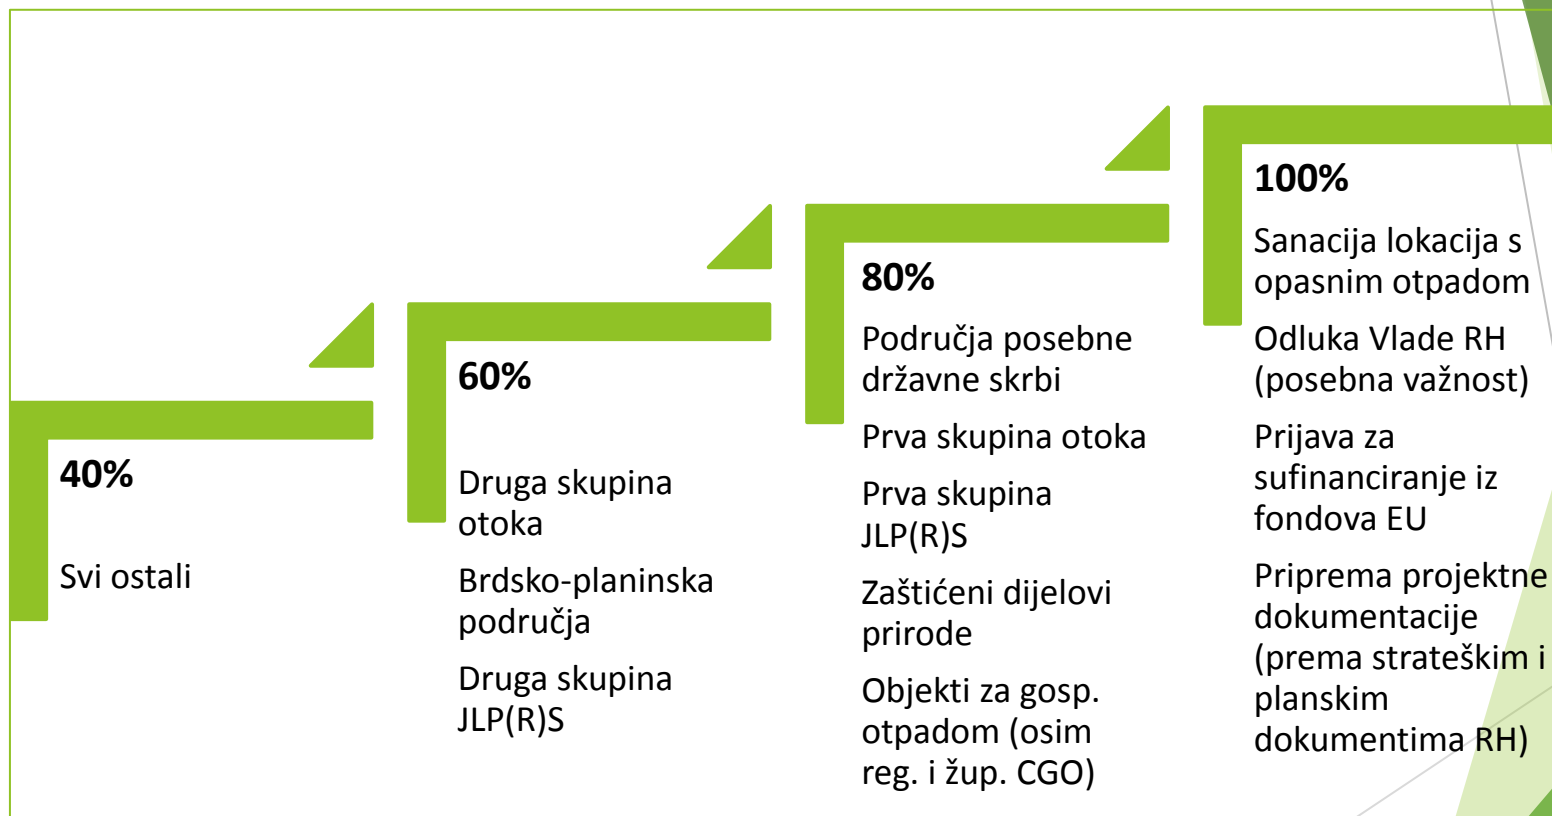 40%
Svi ostali
60%
Druga skupina
otoka
Brdsko-planinska
područja
Druga skupina
JLP(R)S
80%
Područja posebne
državne skrbi
Prva skupina otoka
Prva skupina
JLP(R)S
Zaštićeni dijelovi
prirode
Objekti za gosp.
otpadom (osim
reg. i žup. CGO)
100%
Sanacija lokacija s
opasnim otpadom
Odluka Vlade RH
(posebna važnost)
Prijava za
sufinanciranje iz
fondova EU
Priprema projektne
dokumentacije
(prema strateškim i
planskim
dokumentima RH)